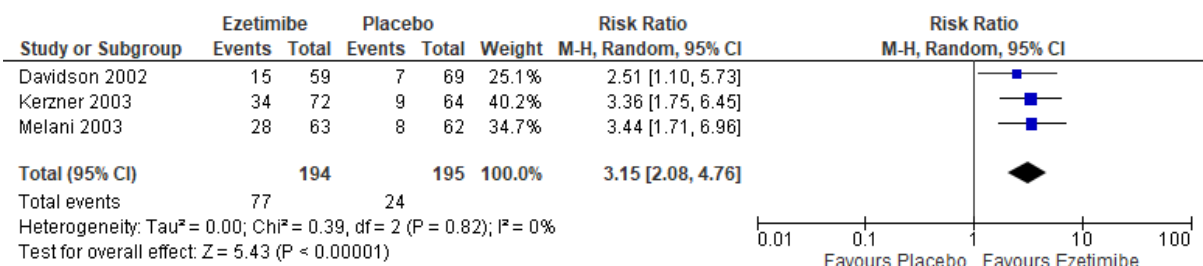 Ezetimibe Placebo Risk Ratio Risk Ratio
Study or Subgroup Events Total Events Total Weight M-H, Random, 95% CI M-H, Random, 95% CI
Davidson 2002 15 59 7 69 25.1% 2.51 [1.10, 5.73]
Kerzner 2003 34 72 9 64 40.2% 3.36 [1.75, 6.45]
Melani 2003 28 63 8 62 34.7% 3.44 [1.71, 6.96]
Total (95% CI) 194 195 100.0% 3.15 [2.08, 4.76]
Total events 77 24
Heterogeneity: Tau² = 0.00; Chi² = 0.39, df = 2 (P = 0.82); I² = 0%
Test for overall effect: Z = 5.43 (P < 0.00001)
0.01 0.1 1 10 100
Favours Placebo Favours Ezetimibe